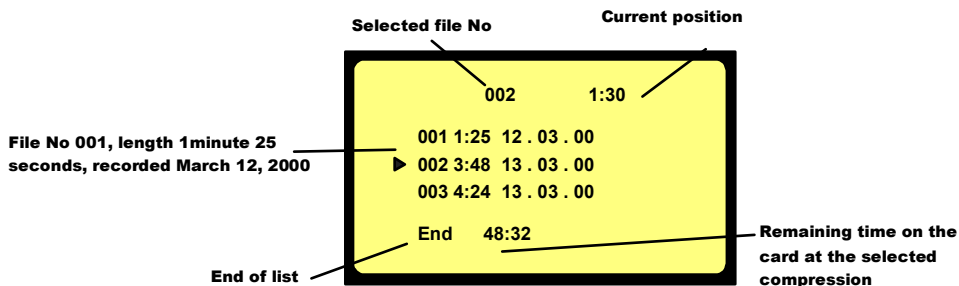 Current position
Selected file No
002 1:30
001 1:25 12 . 03 . 00
File No 001, length 1minute 25
seconds, recorded March 12, 2000
002 3:48 13 . 03 . 00
003 4:24 13 . 03 . 00
End 48:32
Remaining time on the
card at the selected
compression
End of list